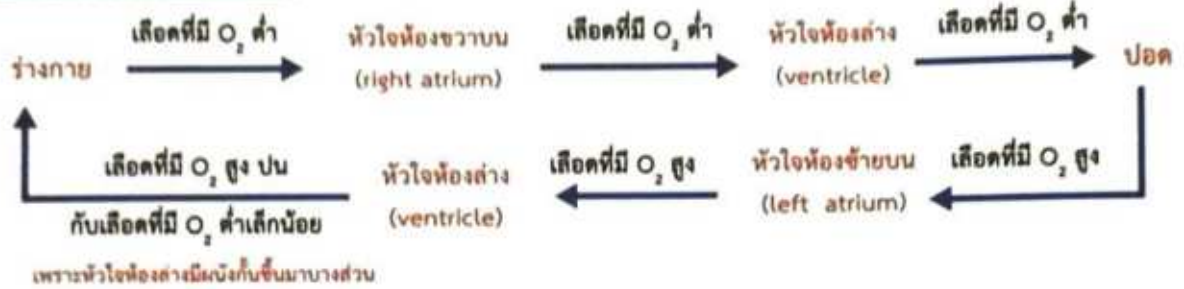 เลือดที่มี O₂ ต่ำ
เลือดที่มี O₂ ต่ำ
เลือดที่มี O₂ ต่ำ
ร่างกาย
หัวใจห้องขวาบน
(right atrium)
หัวใจห้องล่าง
(ventricle)
ปอด
เลือดที่มี O₂ สูง
หัวใจห้องซ้ายบน
(left atrium)
เลือดที่มี O₂ สูง
หัวใจห้องล่าง
(ventricle)
เลือดที่มี O₂ สูง ปน
กับเลือดที่มี O₂ ต่ำเล็กน้อย
เพราะหัวใจห้องล่างมีผนังกั้นขึ้นมาบางส่วน